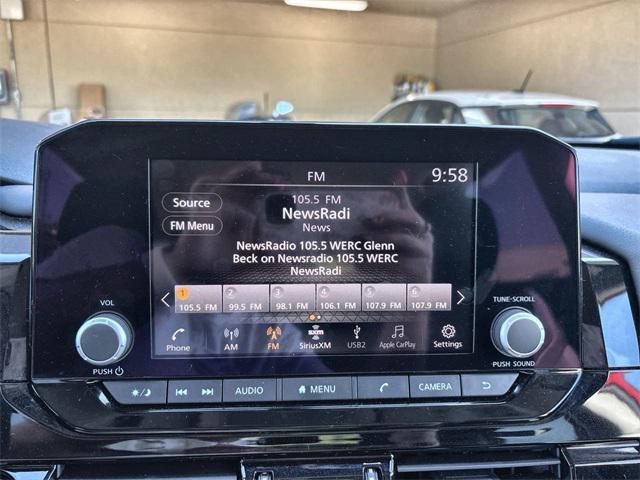 FM
9:58
Source
FM Menu
105.5 FM
NewsRadi
News
NewsRadio 105.5 WERC Glenn
Beck on Newsradio 105.5 WERC
NewsRadi
1 2 3 4 5 6
105.5 FM 99.5 FM 98.1 FM 106.1 FM 107.9 FM 107.9 FM
Phone AM FM SiriusXM USB2 Apple CarPlay Settings
sxm
VOL
PUSH
TUNE·SCROLL
PUSH SOUND
AUDIO MENU CAMERA